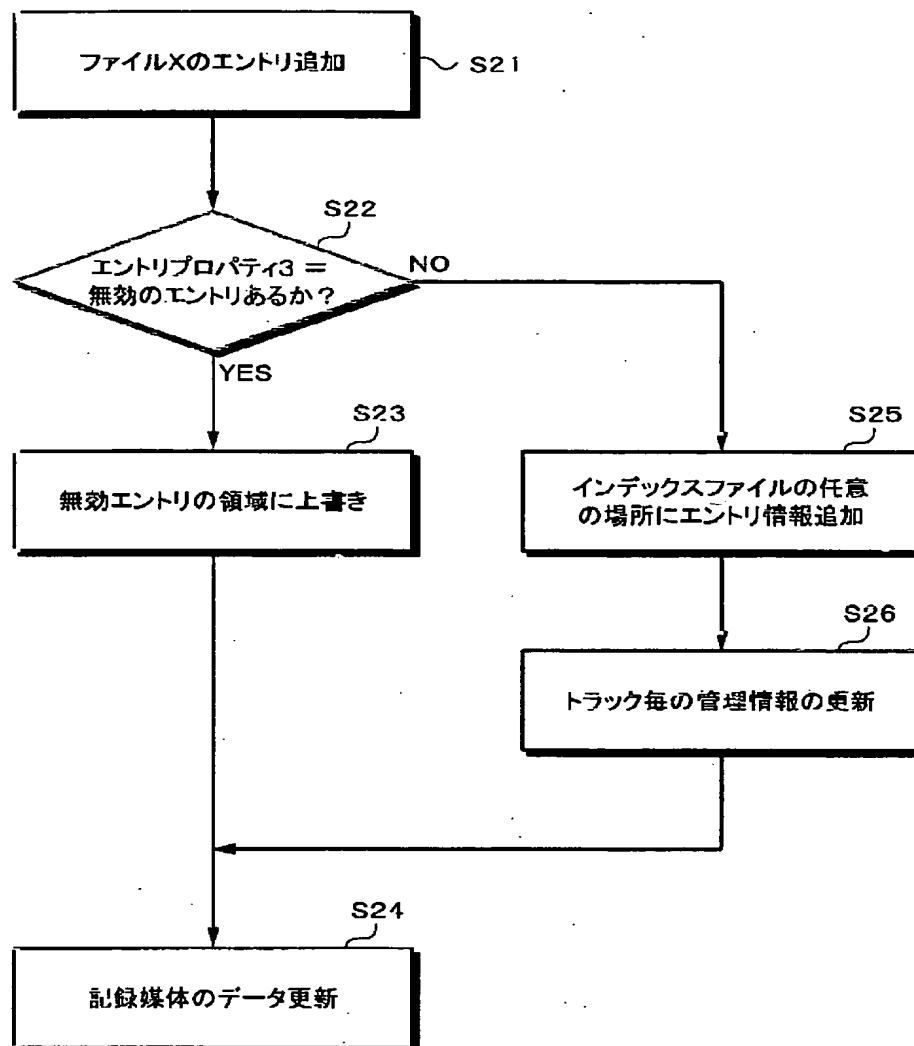 ファイルXのエントリ追加
S21
S22
エントリプロパティ3 =
無効のエントリあるか?
NO
YES
S23
無効エントリの領域に上書き
S25
インデックスファイルの任意
の場所にエントリ情報追加
S26
トラック毎の管理情報の更新
S24
記録媒体のデータ更新